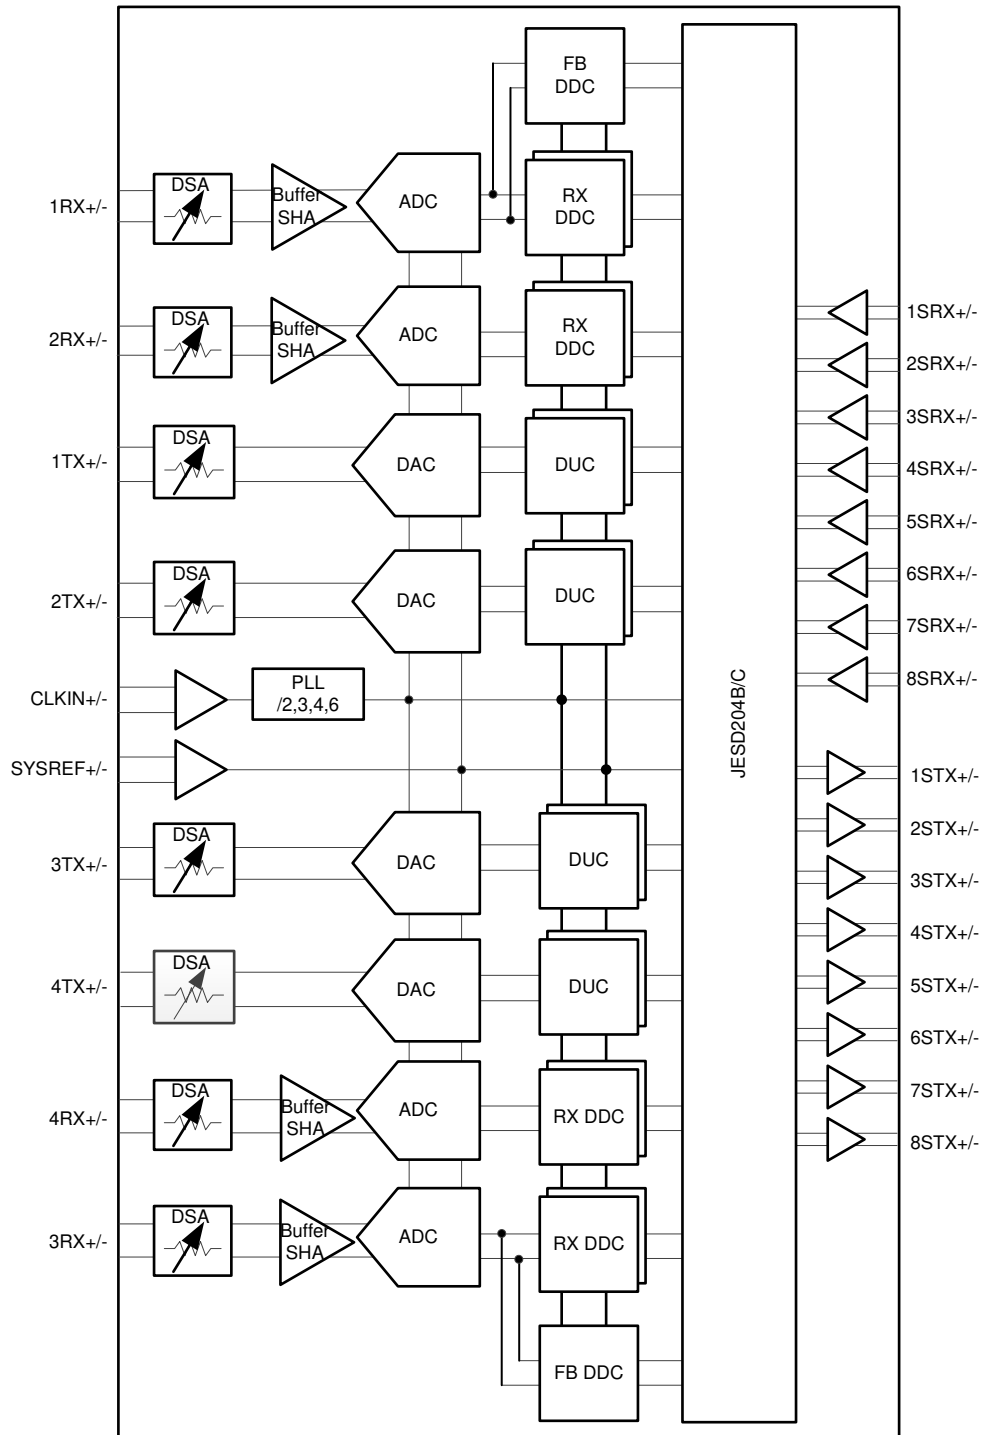 FB
DDC
1RX+/-
DSA
Buffer
SHA
ADC
RX
DDC
2RX+/-
DSA
Buffer
SHA
ADC
RX
DDC
1TX+/-
DSA
DAC
DUC
2TX+/-
DSA
DAC
DUC
CLKIN+/-
PLL
/2,3,4,6
SYSREF+/-
3TX+/-
DSA
DAC
DUC
4TX+/-
DSA
DAC
DUC
4RX+/-
DSA
Buffer
SHA
ADC
RX DDC
3RX+/-
DSA
Buffer
SHA
ADC
RX DDC
FB DDC
JESD204B/C
1SRX+/-
2SRX+/-
3SRX+/-
4SRX+/-
5SRX+/-
6SRX+/-
7SRX+/-
8SRX+/-
1STX+/-
2STX+/-
3STX+/-
4STX+/-
5STX+/-
6STX+/-
7STX+/-
8STX+/-